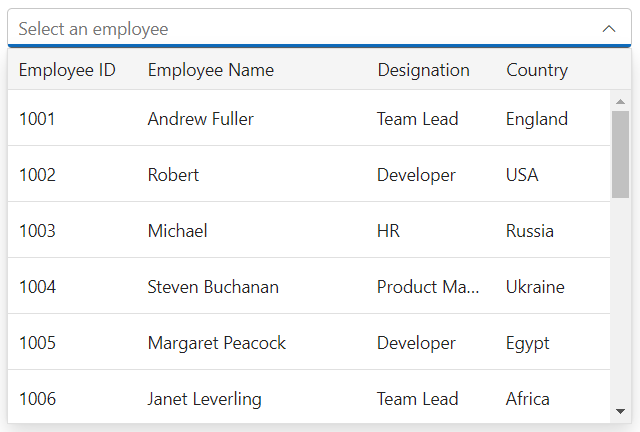 Select an employee
Employee ID Employee Name Designation Country
1001 Andrew Fuller Team Lead England
1002 Robert Developer USA
1003 Michael HR Russia
1004 Steven Buchanan Product Ma... Ukraine
1005 Margaret Peacock Developer Egypt
1006 Janet Leverling Team Lead Africa